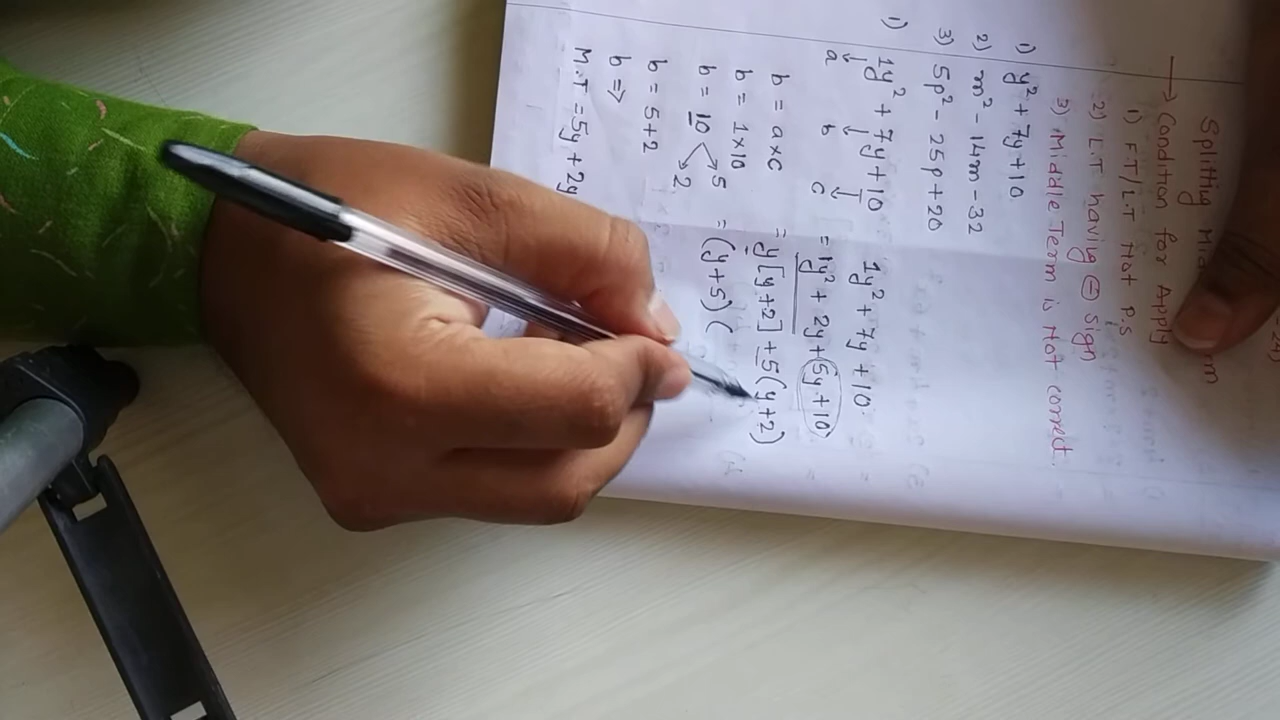 Splitting
→ Condition for Apply
1) F.T/L.T Not P.S
2) L.T having ⊖ Sign
3) Middle Term is Not correct
1) y² + 7y + 10
2) m² - 14m - 32
3) 5p² - 25p + 20
1) 1y² + 7y + 10
a b c
b = a × c
b = 1 × 10
b = 10 < 5 2
b = 5 + 2
b ⇒
M.T = 5y + 2y
1y² + 7y + 10
= 1y² + 2y + 5y + 10
= y[y+2] + 5(y+2)
= (y+5) (